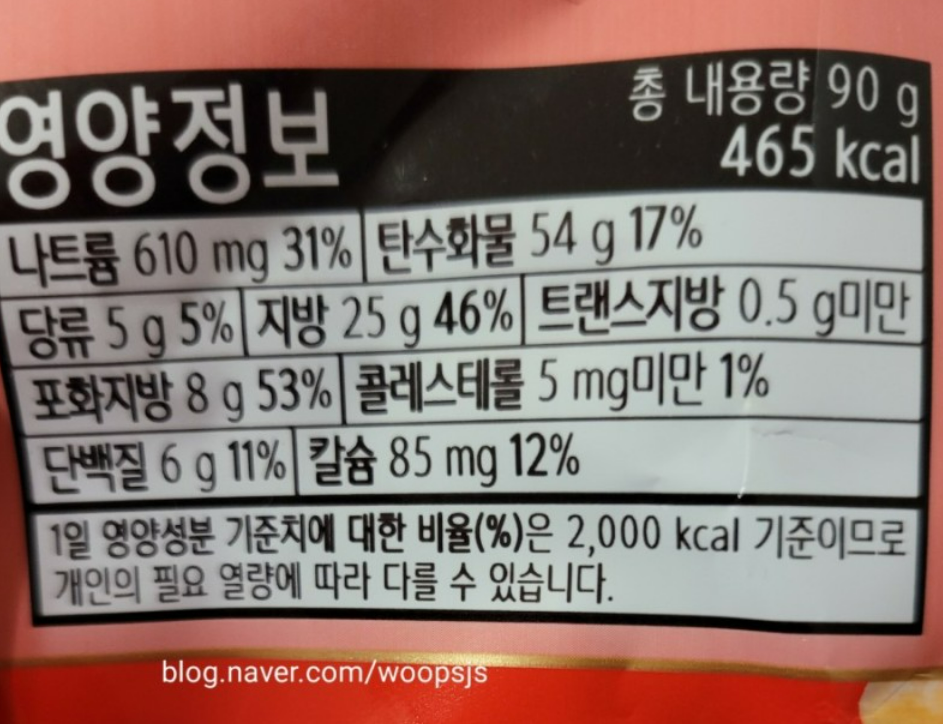 영양정보
총 내용량 90 g
465 kcal
나트륨 610 mg 31% 탄수화물 54 g 17%
당류 5 g 5% 지방 25 g 46% 트랜스지방 0.5 g미만
포화지방 8 g 53% 콜레스테롤 5 mg미만 1%
단백질 6 g 11% 칼슘 85 mg 12%
1일 영양성분 기준치에 대한 비율(%)은 2,000 kcal 기준이므로
개인의 필요 열량에 따라 다를 수 있습니다.
blog.naver.com/woopsjs